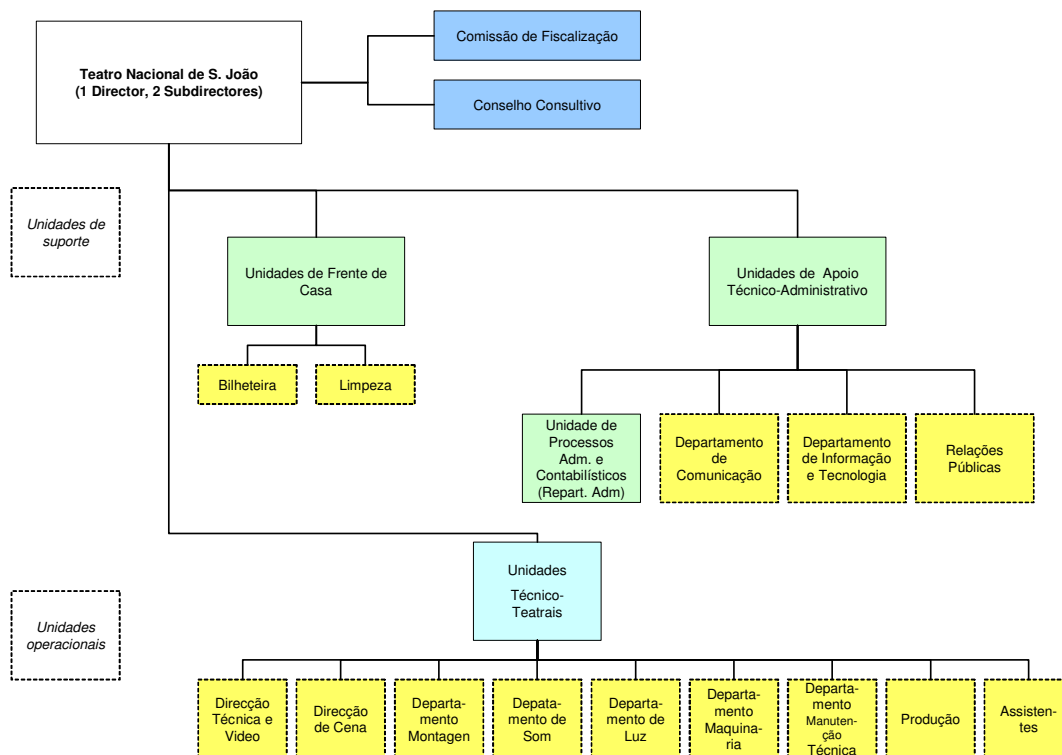 Comissão de Fiscalização
Teatro Nacional de S. João
(1 Director, 2 Subdirectores)
Conselho Consultivo
Unidades de
suporte
Unidades de Frente de
Casa
Unidades de Apoio
Técnico-Administrativo
Bilheteira
Limpeza
Unidade de
Processos
Adm. e
Contabilísticos
(Repart. Adm)
Departamento
de
Comunicação
Departamento
de Informação
e Tecnologia
Relações
Públicas
Unidades
Técnico-
Teatrais
Unidades
operacionais
Direcção
Técnica e
Video
Direcção
de Cena
Departa-
mento
Montagen
Depata-
mento de
Som
Departa-
mento de
Luz
Departa-
mento
Maquina-
ria
Departa-
mento
Manuten-
ção
Técnica
Produção
Assisten-
tes